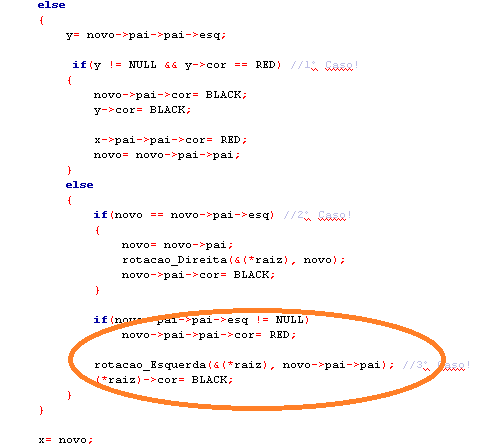 else
{
y= novo->pai->pai->esq;
if(y != NULL && y->cor == RED) //1° Caso!
{
novo->pai->cor= BLACK;
y->cor= BLACK;
x->pai->pai->cor= RED;
novo= novo->pai->pai;
}
else
{
if(novo == novo->pai->esq) //2° Caso!
{
novo= novo->pai;
rotacao_Direita(&(*raiz), novo);
novo->pai->cor= BLACK;
}
if(novo->pai->pai->esq != NULL)
novo->pai->pai->cor= RED;
rotacao_Esquerda(&(*raiz), novo->pai->pai); //3° Caso!
(*raiz)->cor= BLACK;
}
}
x= novo;